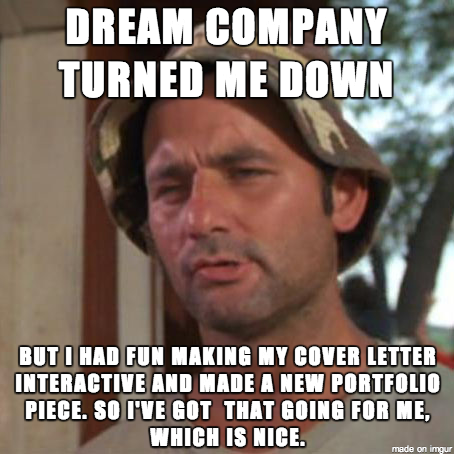 DREAM COMPANY
TURNED ME DOWN
BUT I HAD FUN MAKING MY COVER LETTER
INTERACTIVE AND MADE A NEW PORTFOLIO
PIECE. SO I'VE GOT THAT GOING FOR ME,
WHICH IS NICE.
made on imgur